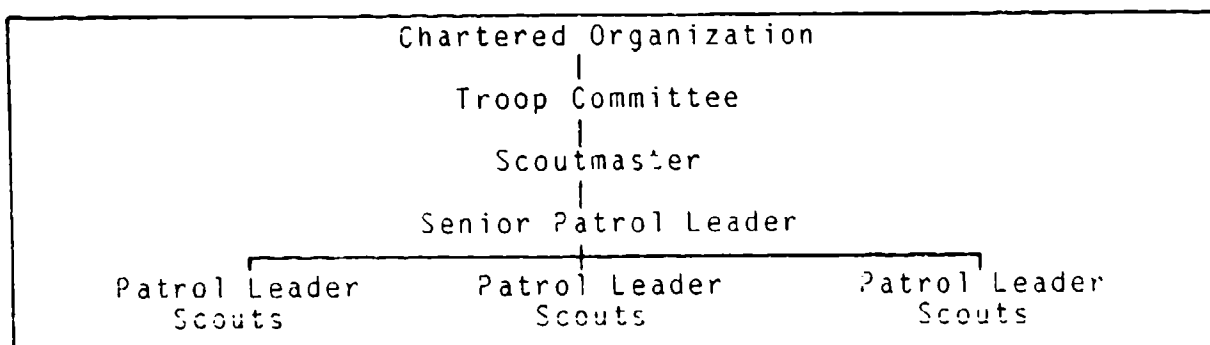 Chartered Organization
Troop Committee
Scoutmaster
Senior Patrol Leader
Patrol Leader Patrol Leader Patrol Leader
Scouts Scouts Scouts